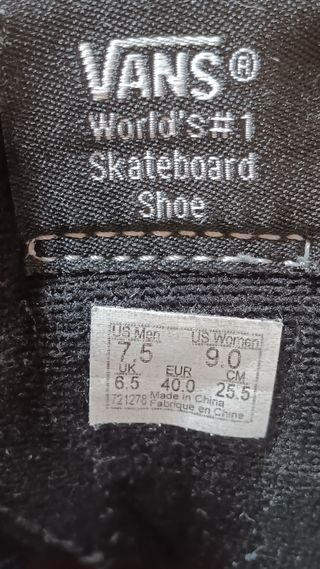 VANS®
World's#1
Skateboard
Shoe
US Men US Women
7.5 9.0
UK EUR CM
6.5 40.0 25.5
721278 Made in China
Fabrique en Chine